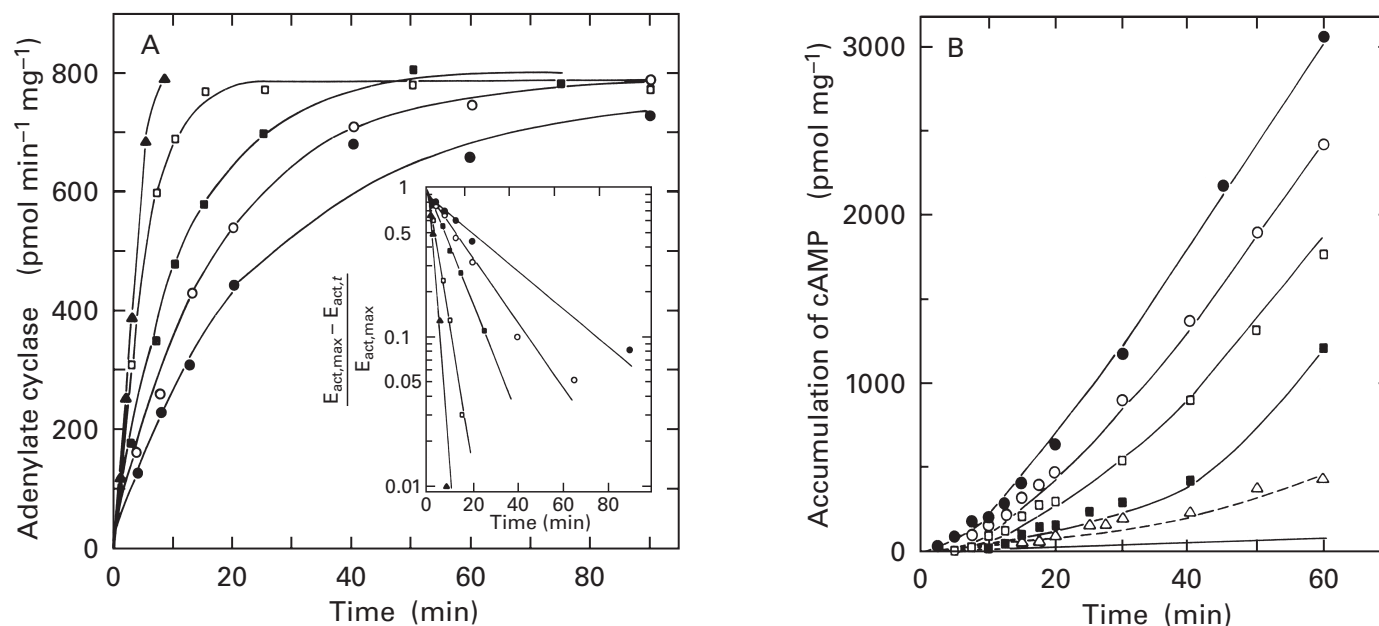 A
Adenylate cyclase (pmol min⁻¹ mg⁻¹)
800
600
400
200
0
0 20 40 60 80
Time (min)
E_act,max − E_act,t
E_act,max
1
0.5
0.1
0.05
0.01
0 20 40 60 80
Time (min)
B
Accumulation of cAMP (pmol mg⁻¹)
3000
2000
1000
0
0 20 40 60
Time (min)